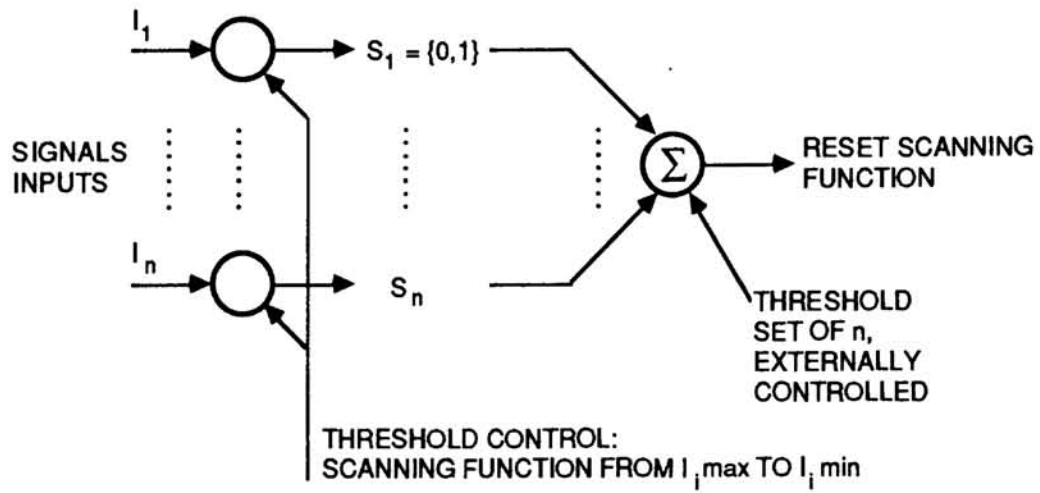 I1
S1 = {0,1}
SIGNALS
INPUTS
Σ
RESET SCANNING
FUNCTION
In
Sn
THRESHOLD
SET OF n,
EXTERNALLY
CONTROLLED
THRESHOLD CONTROL:
SCANNING FUNCTION FROM Ii max TO Ii min